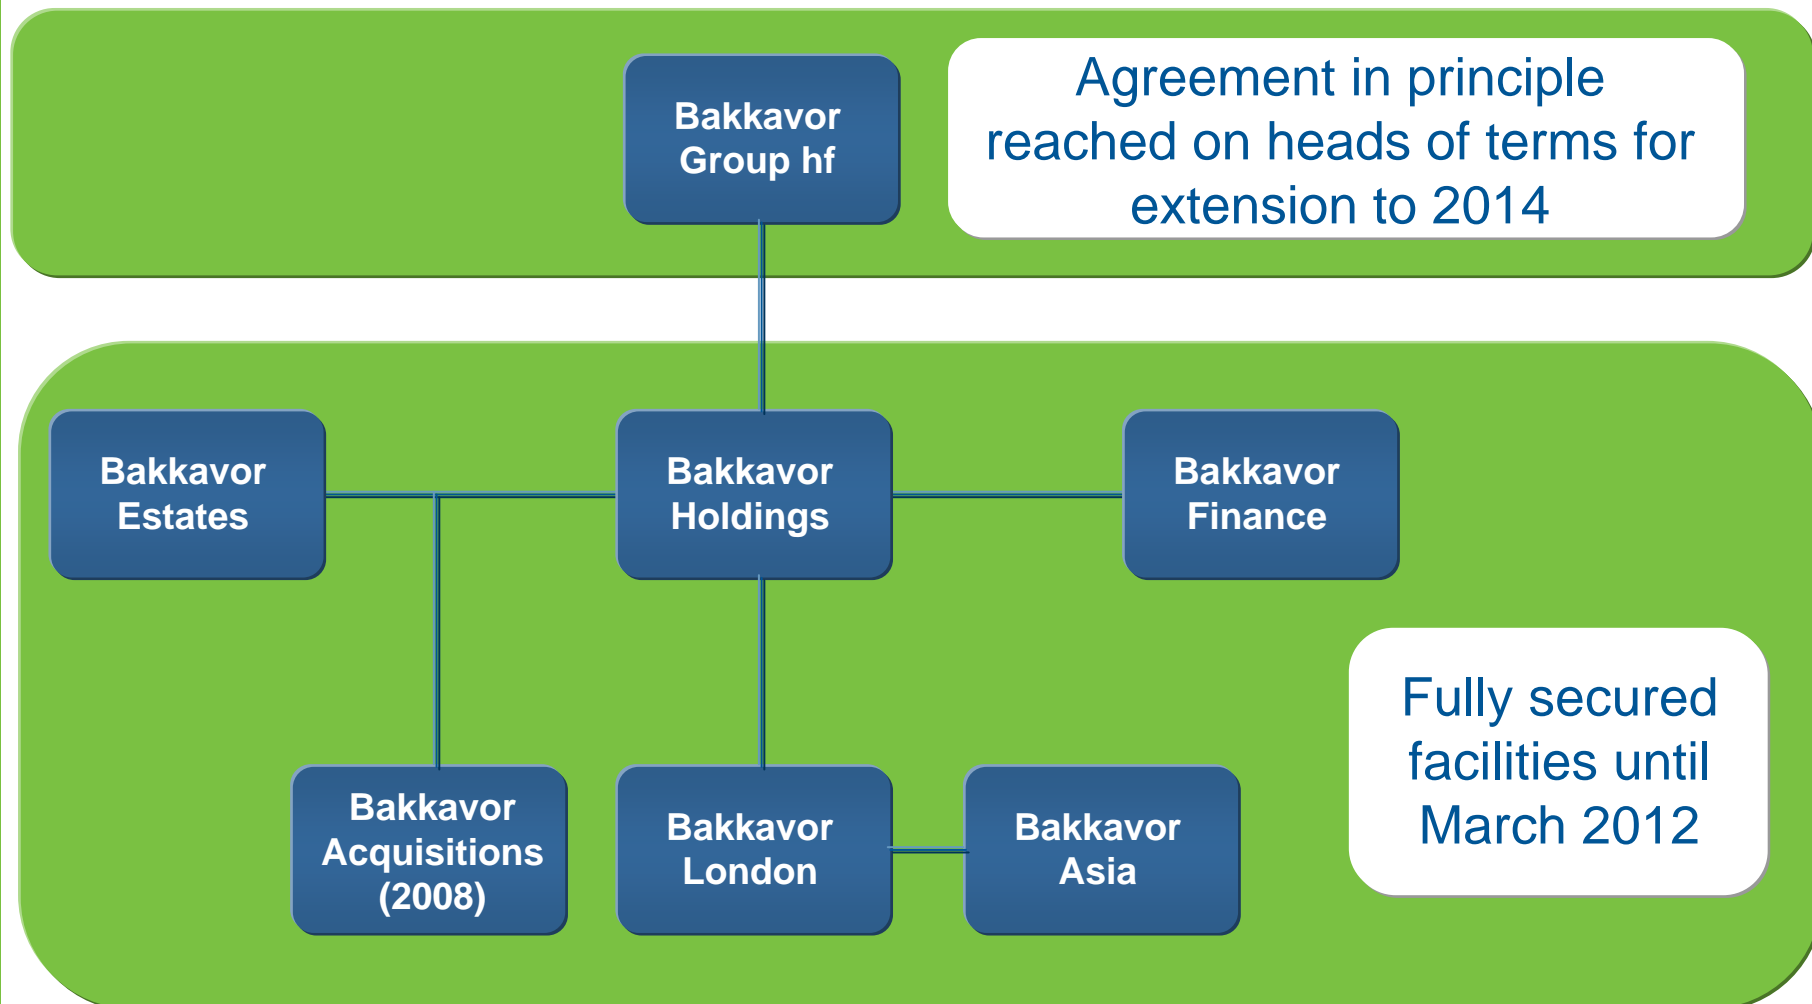 Bakkavor
Group hf
Agreement in principle
reached on heads of terms for
extension to 2014
Bakkavor
Estates
Bakkavor
Holdings
Bakkavor
Finance
Bakkavor
Acquisitions
(2008)
Bakkavor
London
Bakkavor
Asia
Fully secured
facilities until
March 2012